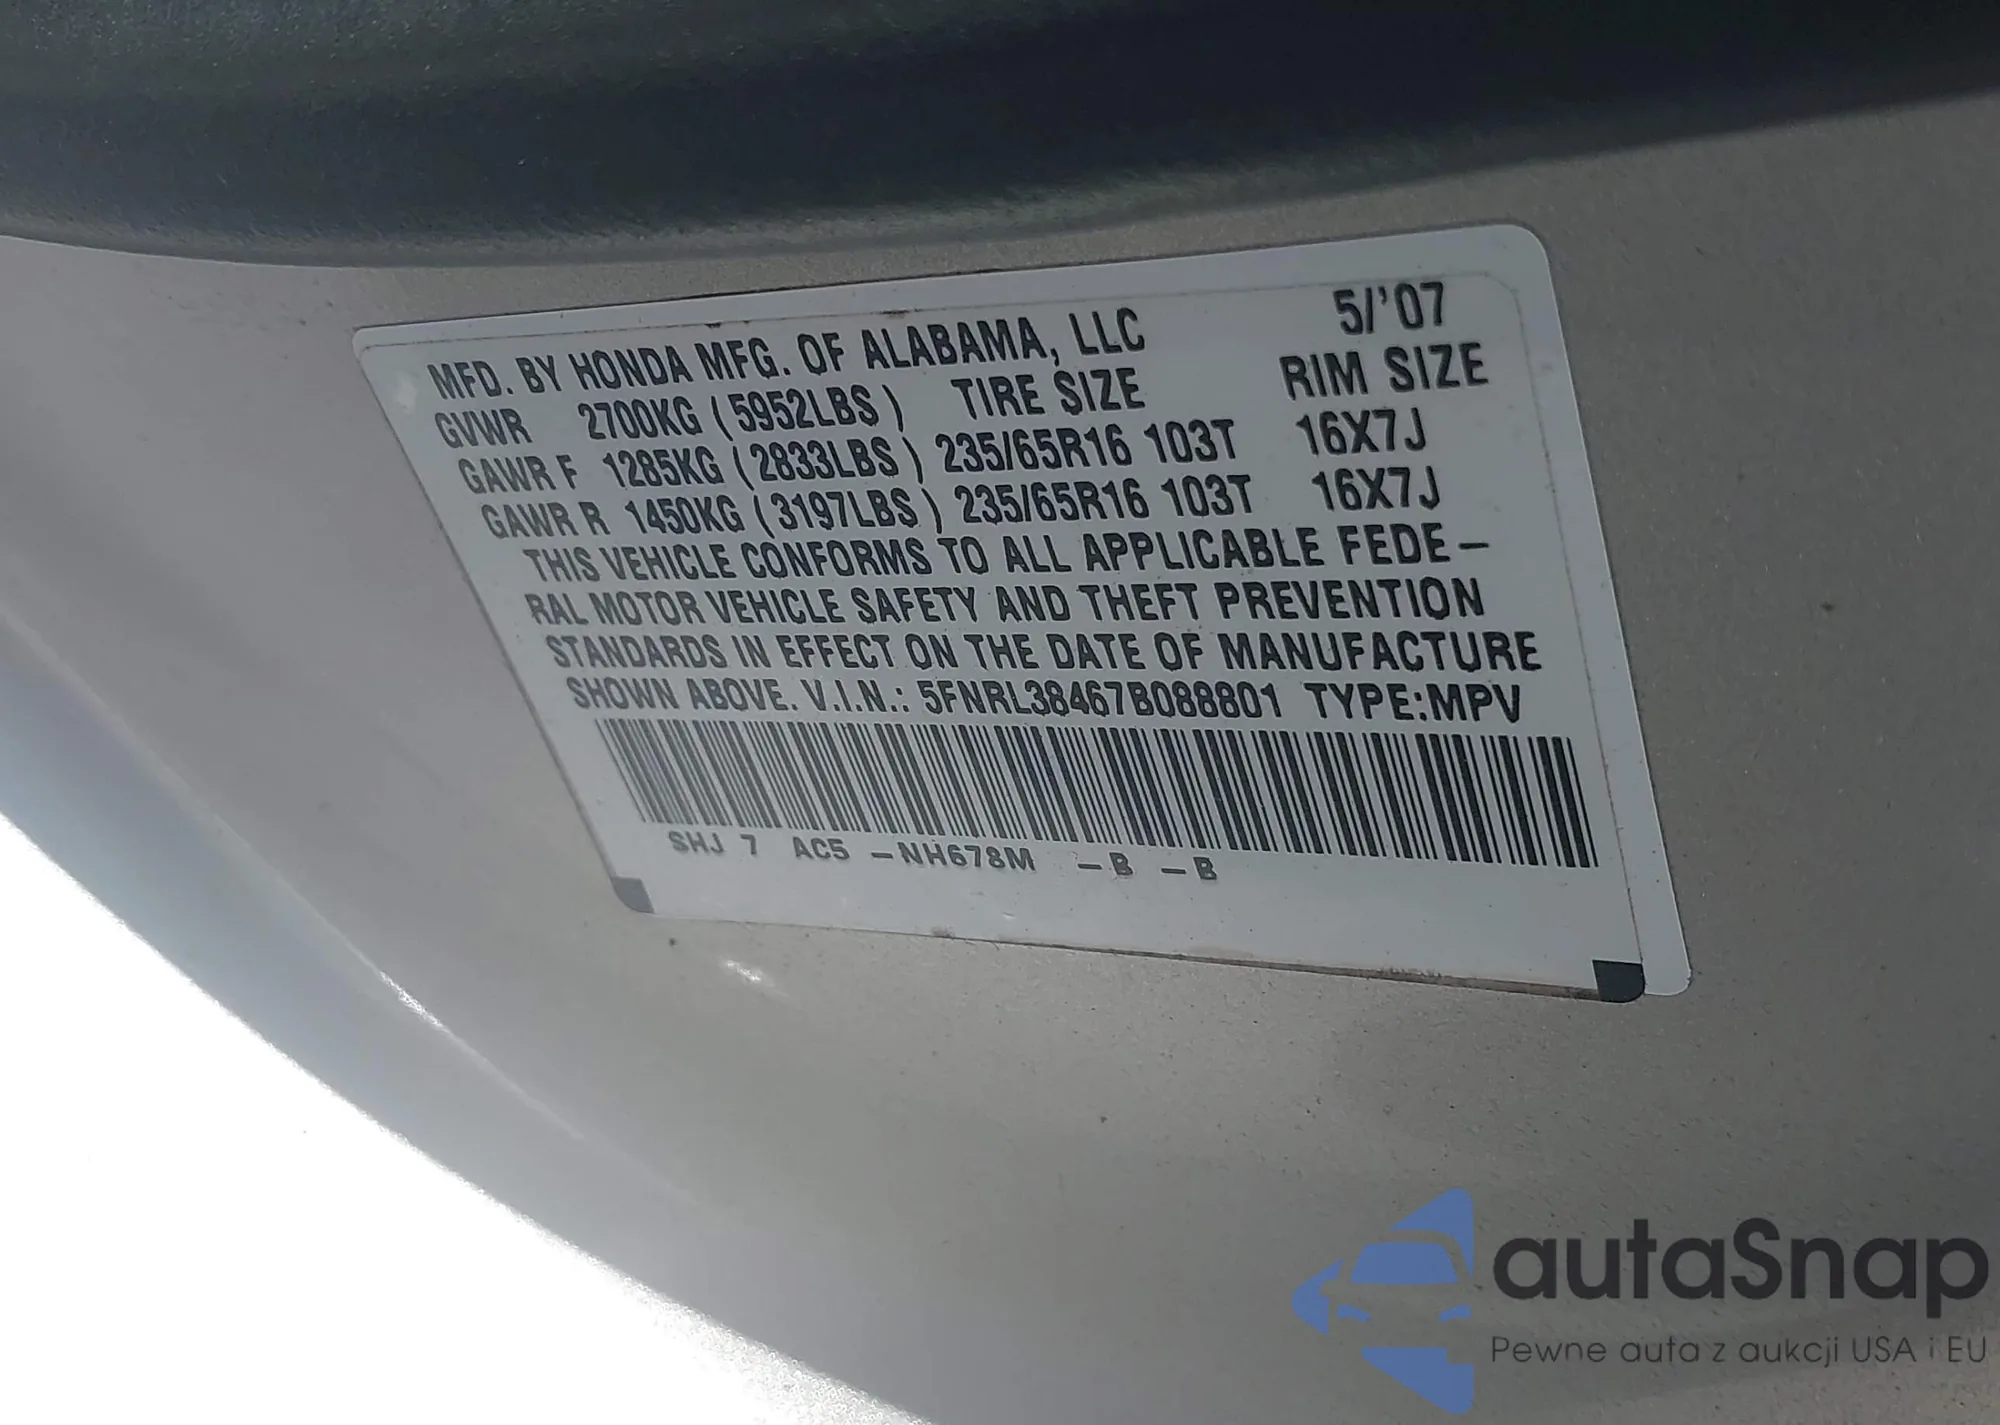 MFD. BY HONDA MFG. OF ALABAMA, LLC 5/'07
GVWR 2700KG (5952LBS) TIRE SIZE RIM SIZE
GAWR F 1285KG (2833LBS) 235/65R16 103T 16X7J
GAWR R 1450KG (3197LBS) 235/65R16 103T 16X7J
THIS VEHICLE CONFORMS TO ALL APPLICABLE FEDE–
RAL MOTOR VEHICLE SAFETY AND THEFT PREVENTION
STANDARDS IN EFFECT ON THE DATE OF MANUFACTURE
SHOWN ABOVE. V.I.N.: 5FNRL38467B088801 TYPE:MPV
SHJ 7 AC5 –NH678M –B –B
autaSnap
Pewne auta z aukcji USA i EU